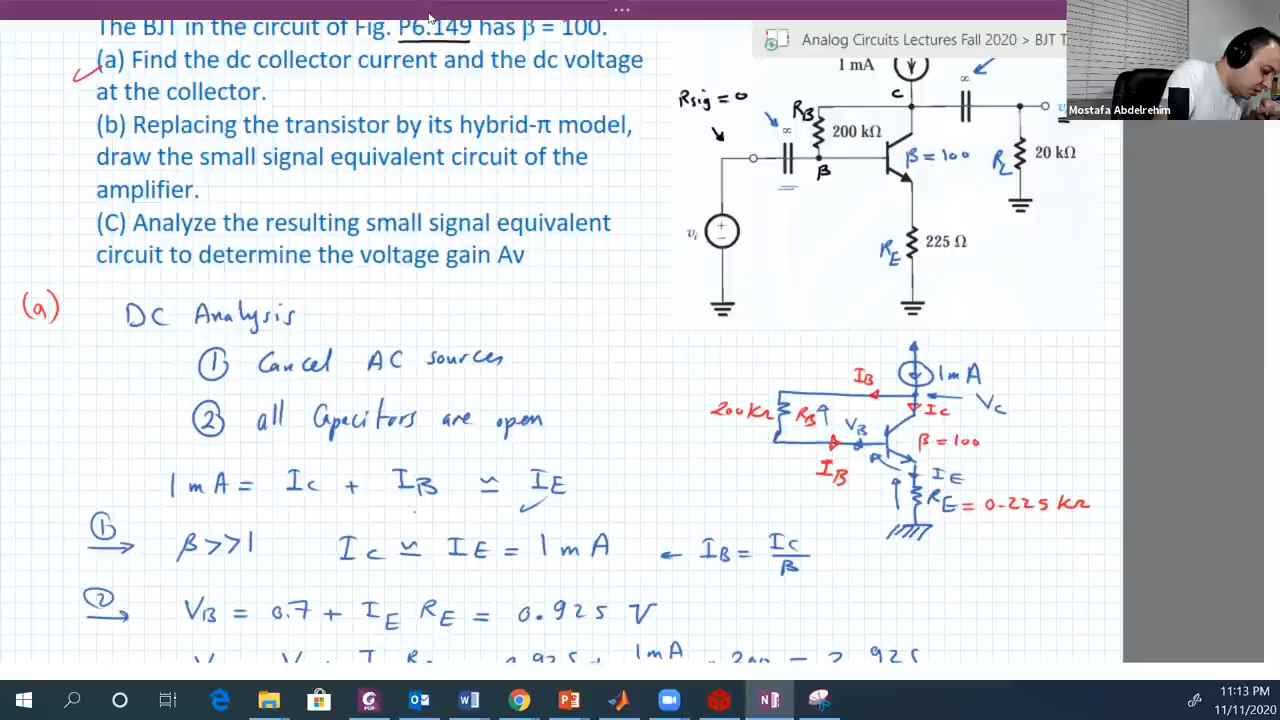 The BJT in the circuit of Fig. P6.149 has β = 100.
(a) Find the dc collector current and the dc voltage
at the collector.
(b) Replacing the transistor by its hybrid-π model,
draw the small signal equivalent circuit of the
amplifier.
(C) Analyze the resulting small signal equivalent
circuit to determine the voltage gain Av
Analog Circuits Lectures Fall 2020 > BJT T
Mostafa Abdelrehim
1 mA
C
∞
Rsig = 0
RB
200 kΩ
∞
B
β = 100
RL
20 kΩ
vi
+
−
RE
225 Ω
(a)
DC Analysis
① Cancel AC sources
② all Capacitors are open
1 mA = Ic + IB ≃ IE
① β >> 1 Ic ≃ IE = 1 mA ← IB = Ic/β
② VB = 0.7 + IE RE = 0.925 V
1mA
IB
1mA
Vc
200KΩ
RB
Ic
VB
β = 100
IB
IE
RE = 0.225 KΩ
11:13 PM
11/11/2020